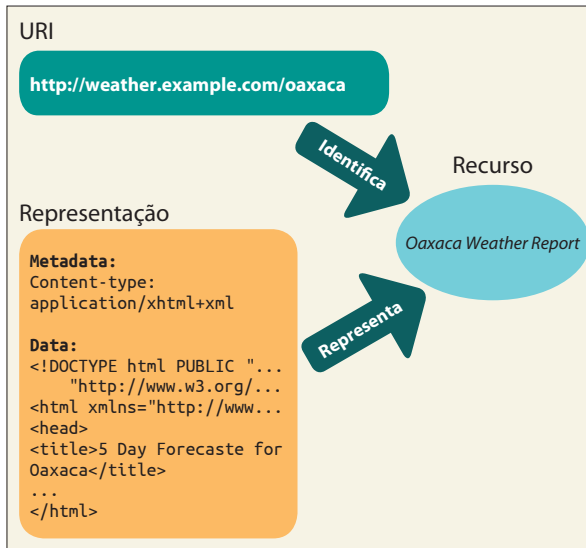 URI
http://weather.example.com/oaxaca
Identifica
Recurso
Oaxaca Weather Report
Representação
Metadata:
Content-type:
application/xhtml+xml
Data:
<!DOCTYPE html PUBLIC "...
"http://www.w3.org/...
<html xmlns="http://www...
<head>
<title>5 Day Forecaste for
Oaxaca</title>
...
</html>
Representa